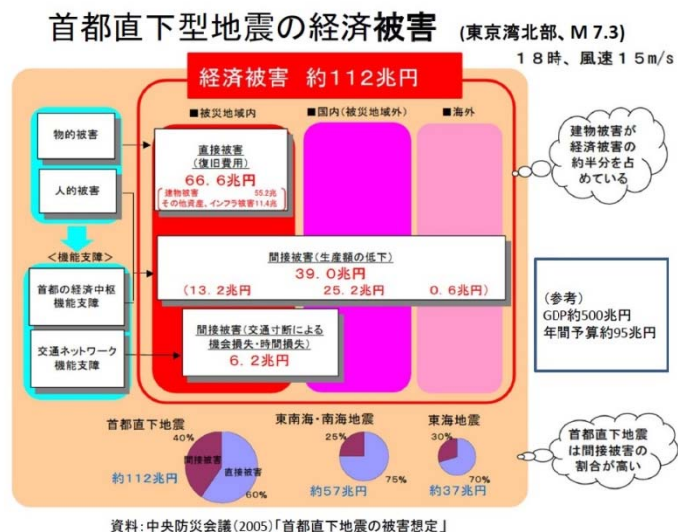 首都直下型地震の経済被害 (東京湾北部、M 7.3)
18時、風速15m/s
経済被害 約112兆円
■被災地域内
■国内(被災地域外)
■海外
物的被害
人的被害
<機能支障>
首都の経済中枢
機能支障
交通ネットワーク
機能支障
直接被害
(復旧費用)
66.6兆円
建物被害 55.2兆
その他資産、インフラ被害11.4兆
間接被害(生産額の低下)
39.0兆円
(13.2兆円 25.2兆円 0.6兆円)
間接被害(交通寸断による
機会損失・時間損失)
6.2兆円
建物被害が
経済被害の
約半分を占
めている
(参考)
GDP約500兆円
年間予算約95兆円
首都直下地震
40%
間接被害
直接被害
60%
約112兆円
東南海・南海地震
25%
75%
約57兆円
東海地震
30%
70%
約37兆円
首都直下地震
は間接被害の
割合が高い
資料:中央防災会議(2005)「首都直下地震の被害想定」